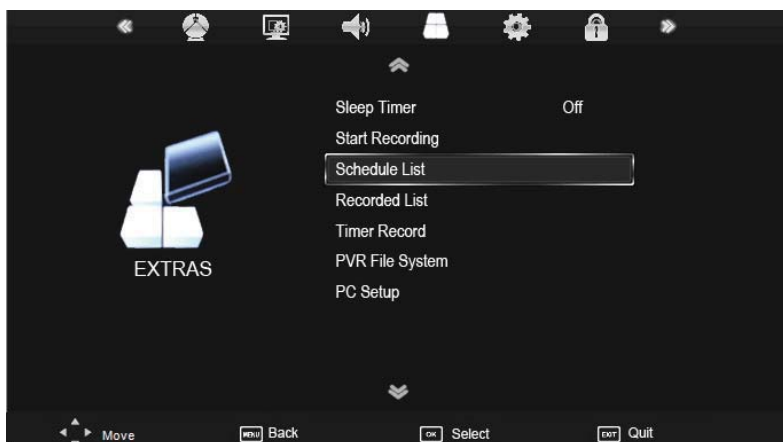 Sleep Timer Off
Start Recording
Schedule List
Recorded List
Timer Record
PVR File System
PC Setup
EXTRAS
Move MENU Back OK Select EXIT Quit